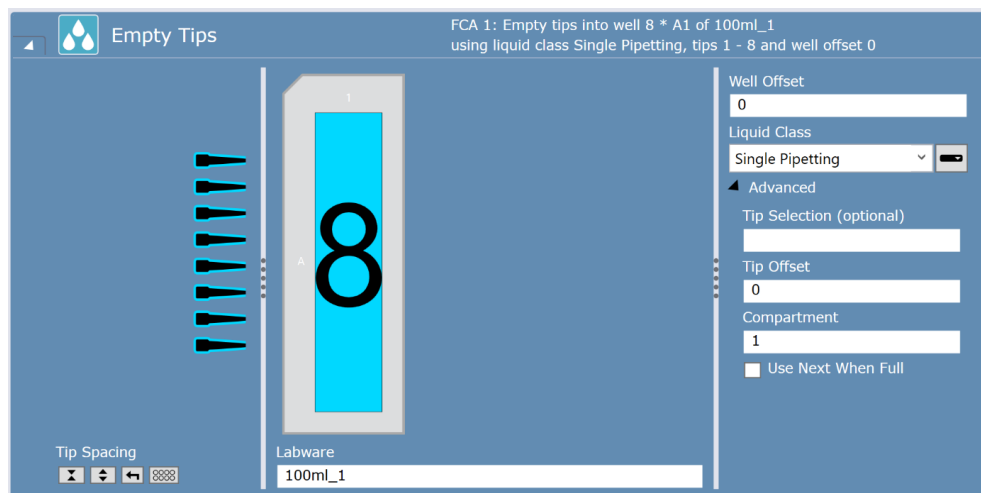 Empty Tips
FCA 1: Empty tips into well 8 * A1 of 100ml_1
using liquid class Single Pipetting, tips 1 - 8 and well offset 0
1
A
8
Tip Spacing
Labware
100ml_1
Well Offset
0
Liquid Class
Single Pipetting
Advanced
Tip Selection (optional)
Tip Offset
0
Compartment
1
Use Next When Full